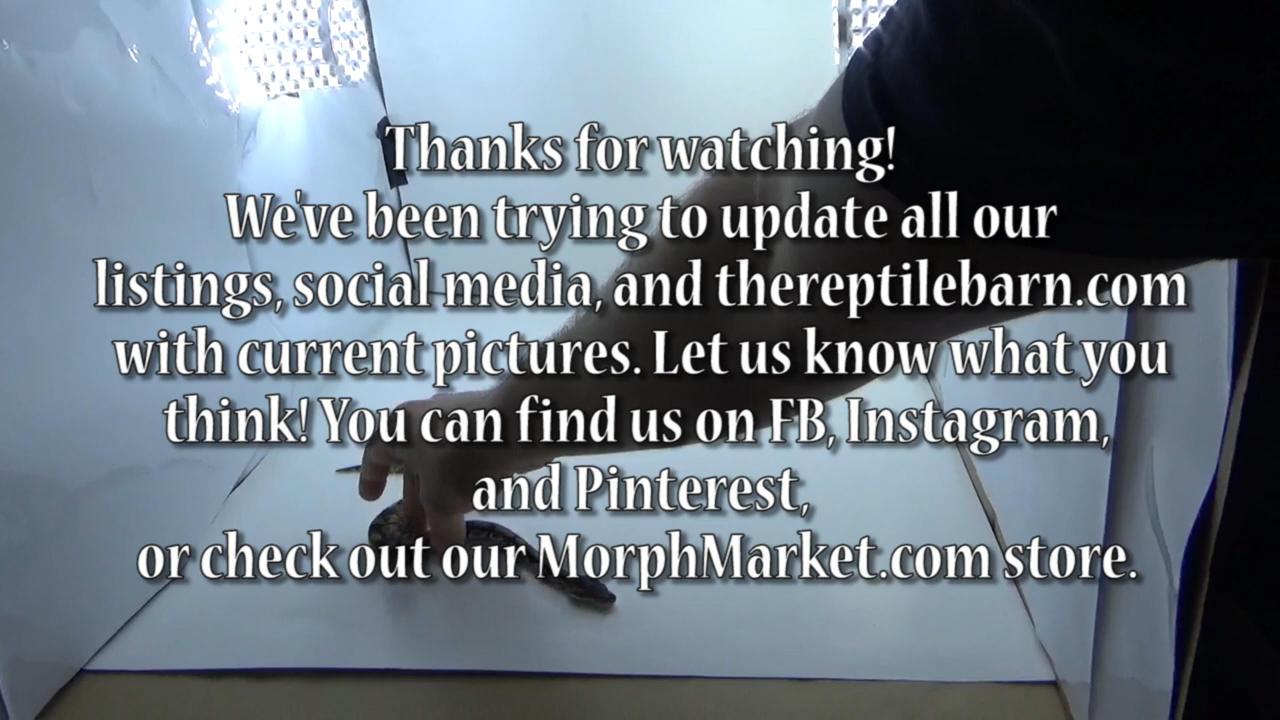 Thanks for watching!
We've been trying to update all our
listings, social media, and thereptilebarn.com
with current pictures. Let us know what you
think! You can find us on FB, Instagram,
and Pinterest,
or check out our MorphMarket.com store.